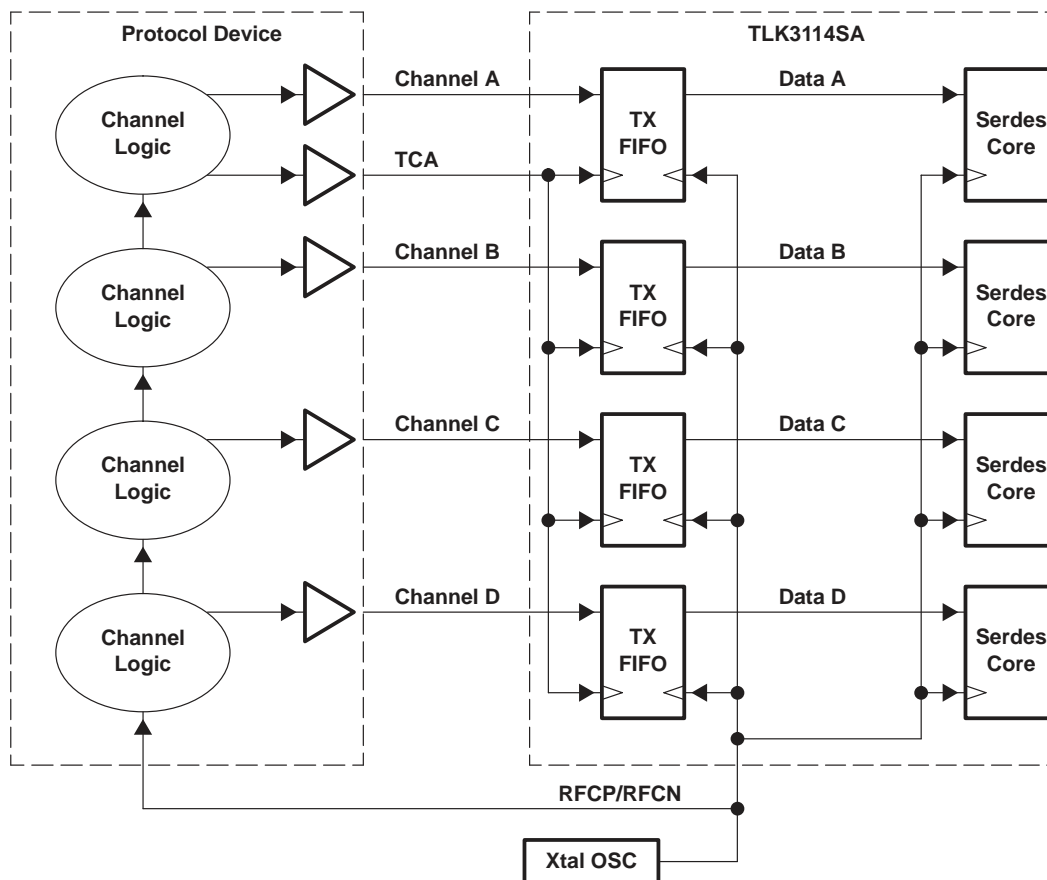 Protocol Device
TLK3114SA
Channel
Logic
Channel A
TX
FIFO
Data A
Serdes
Core
TCA
Channel
Logic
Channel B
TX
FIFO
Data B
Serdes
Core
Channel
Logic
Channel C
TX
FIFO
Data C
Serdes
Core
Channel
Logic
Channel D
TX
FIFO
Data D
Serdes
Core
RFCP/RFCN
Xtal OSC